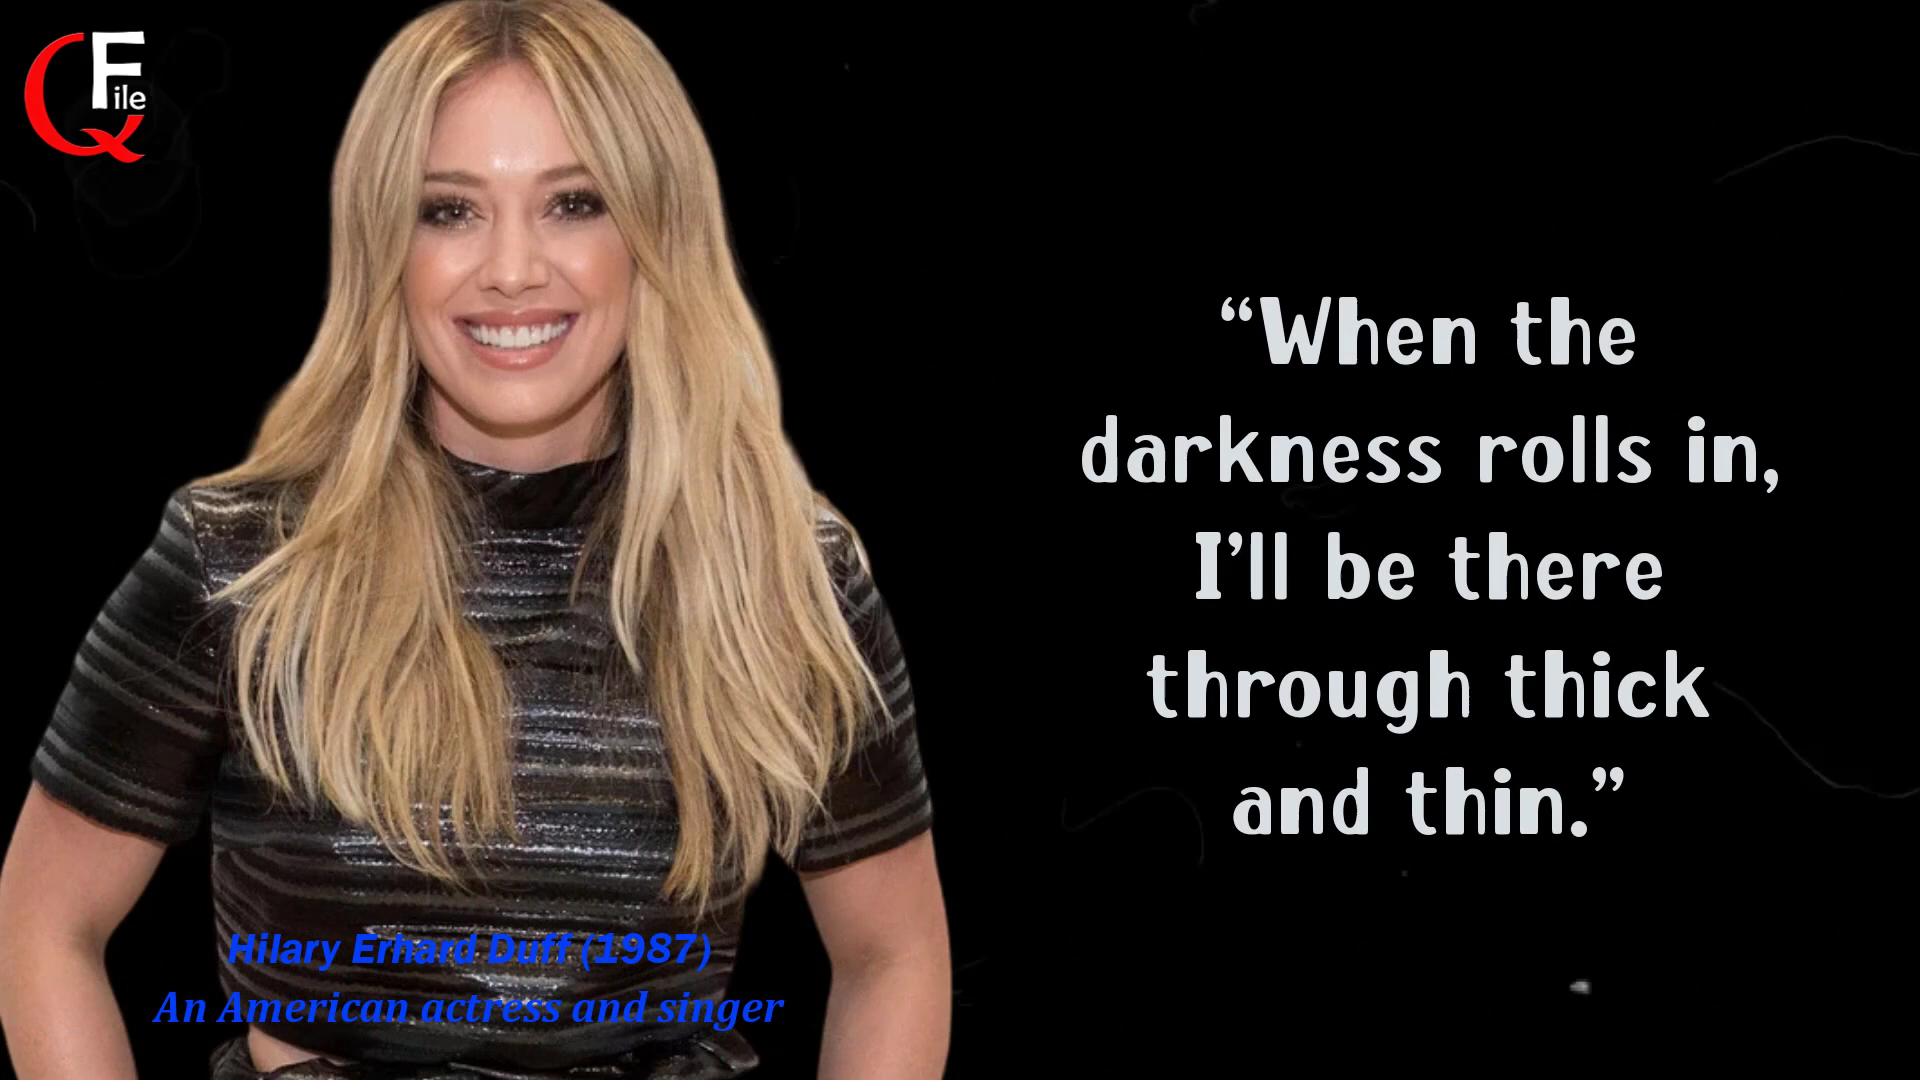 QFile
“When the
darkness rolls in,
I’ll be there
through thick
and thin.”
Hilary Erhard Duff (1987)
An American actress and singer